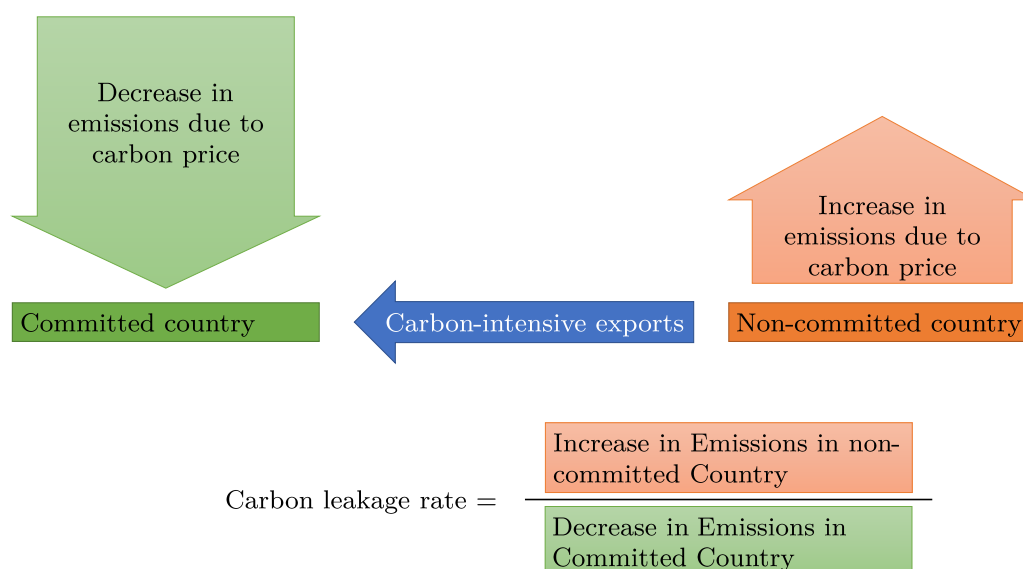 Decrease in
emissions due to
carbon price
Increase in
emissions due to
carbon price
Committed country
Carbon-intensive exports
Non-committed country
Increase in Emissions in non-
committed Country
Carbon leakage rate =
Decrease in Emissions in
Committed Country